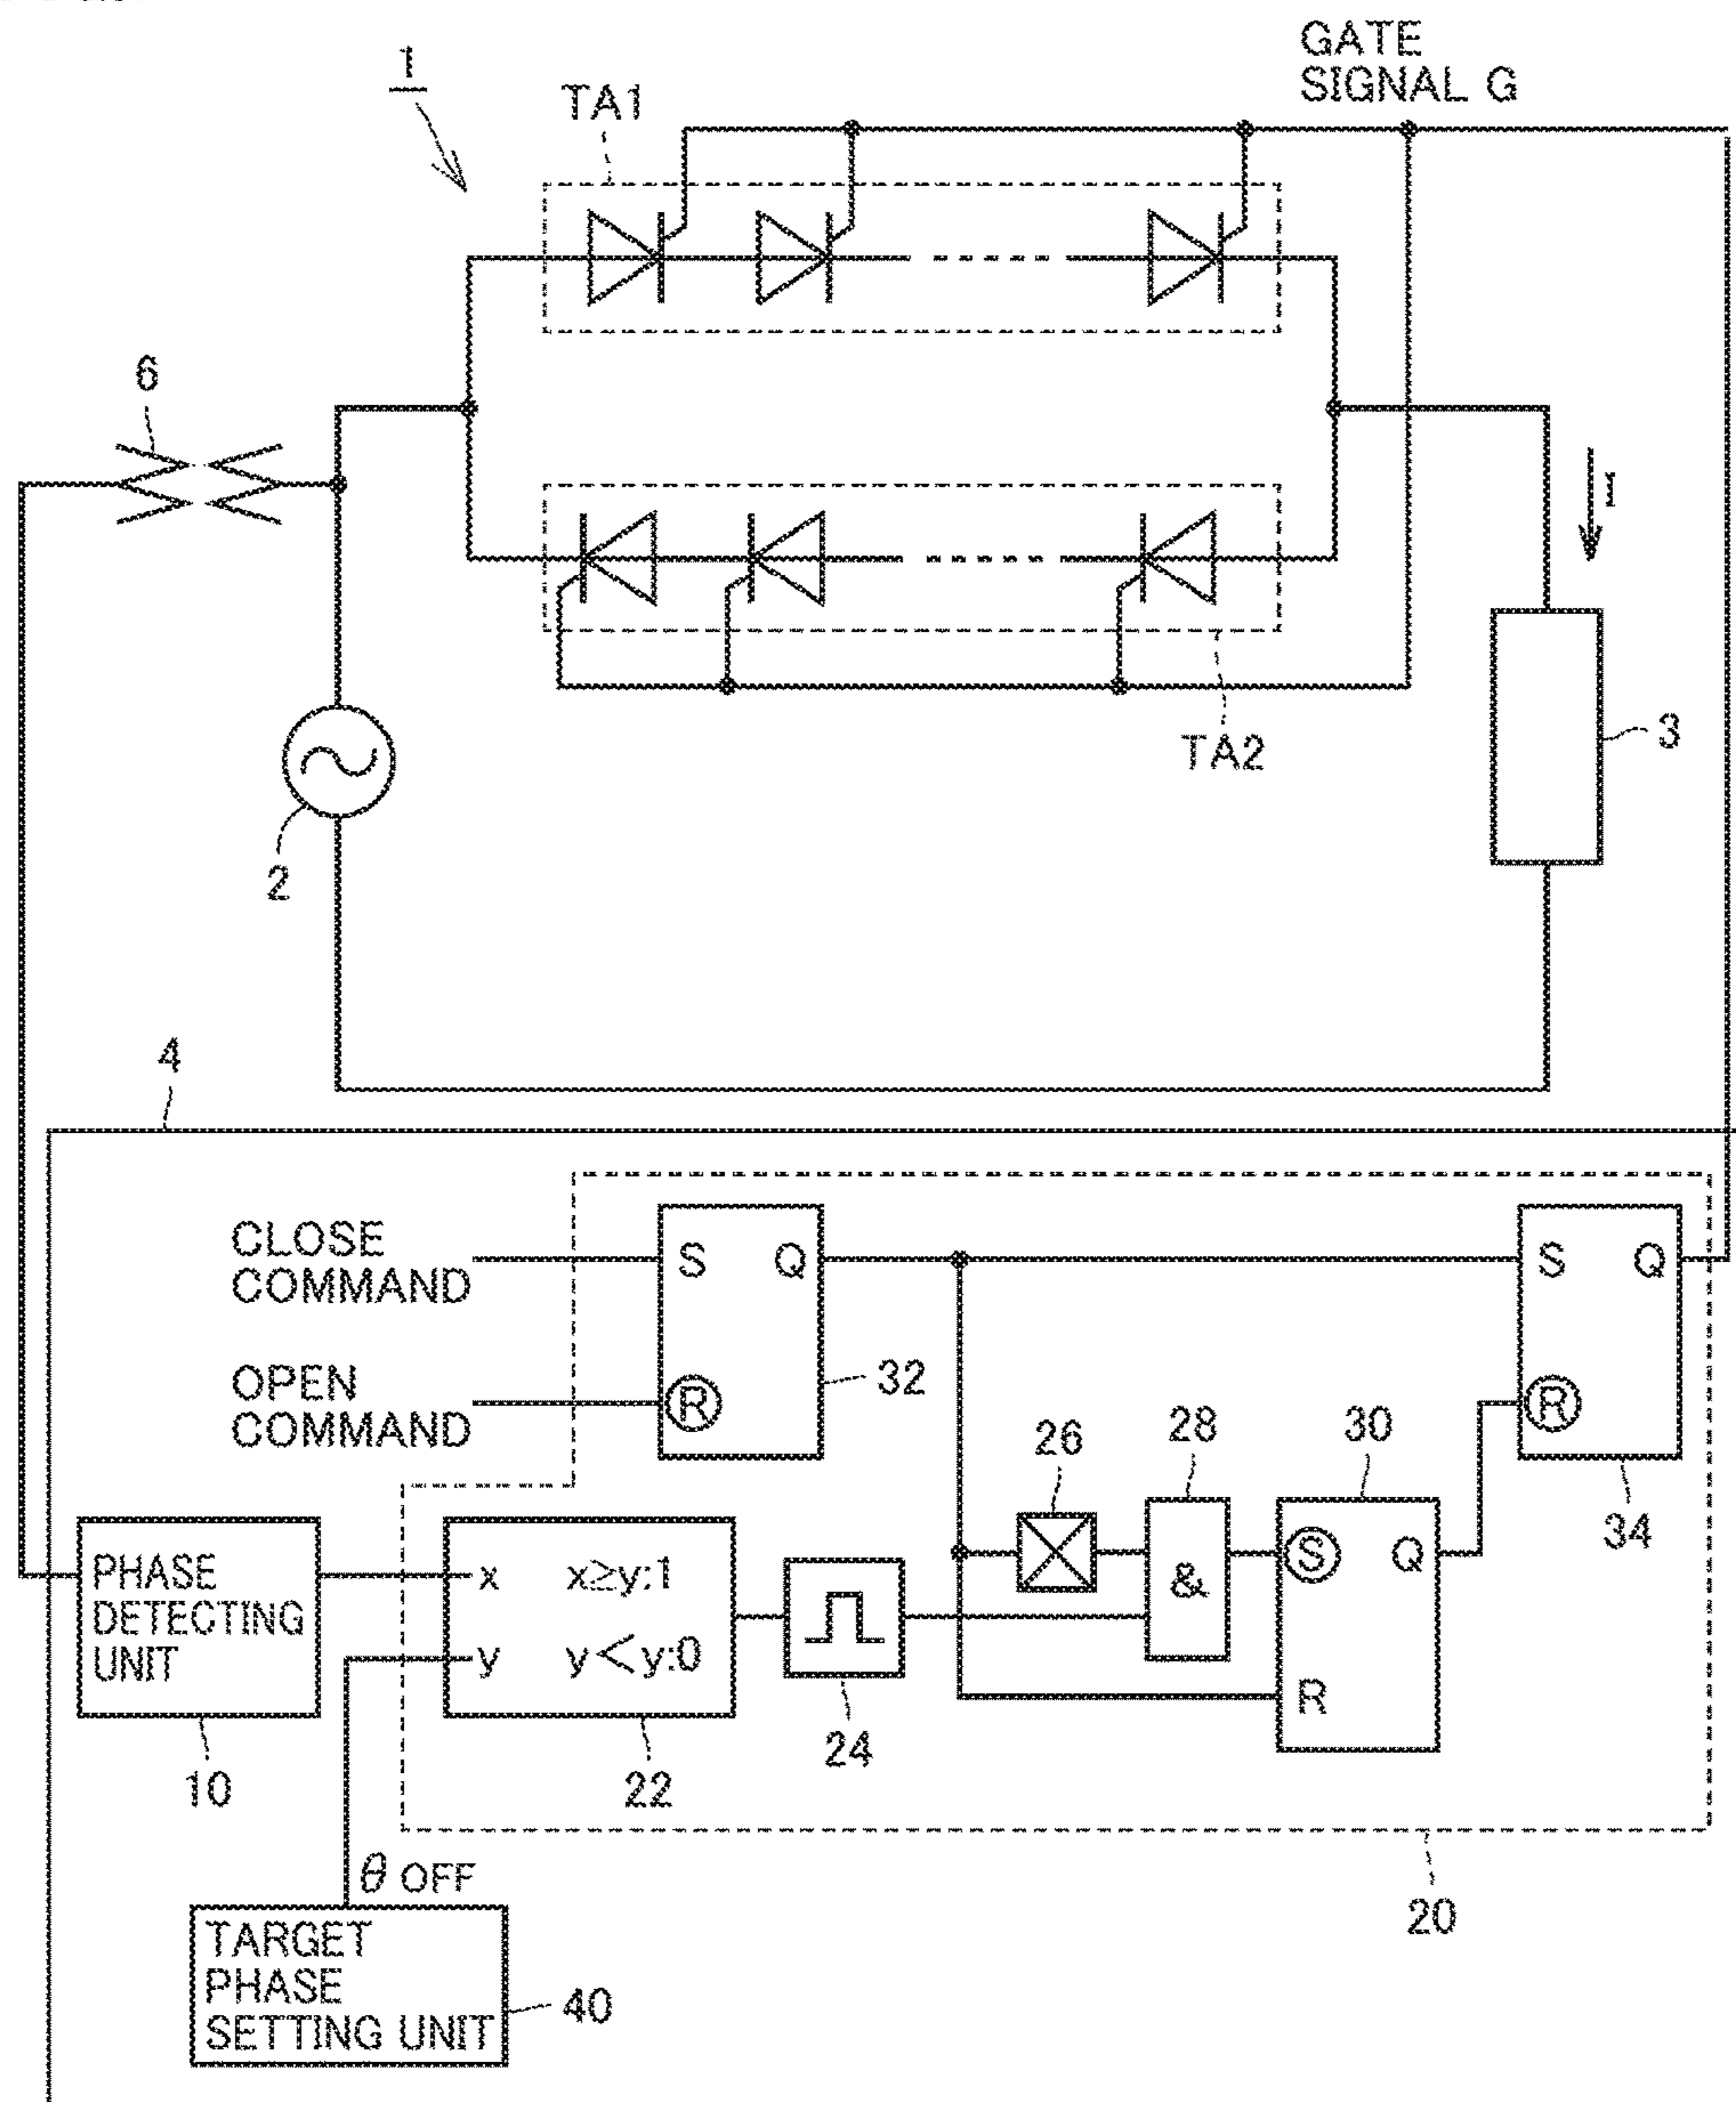 GATE
SIGNAL G
1
TA1
6
I
3
TA2
2
4
CLOSE
COMMAND
S Q
S Q
OPEN
COMMAND
R
32
R
26
28
30
34
PHASE
DETECTING
UNIT
x x≥y:1
y y<y:0
&
S Q
R
10
22
24
θ OFF
20
TARGET
PHASE
SETTING UNIT
40